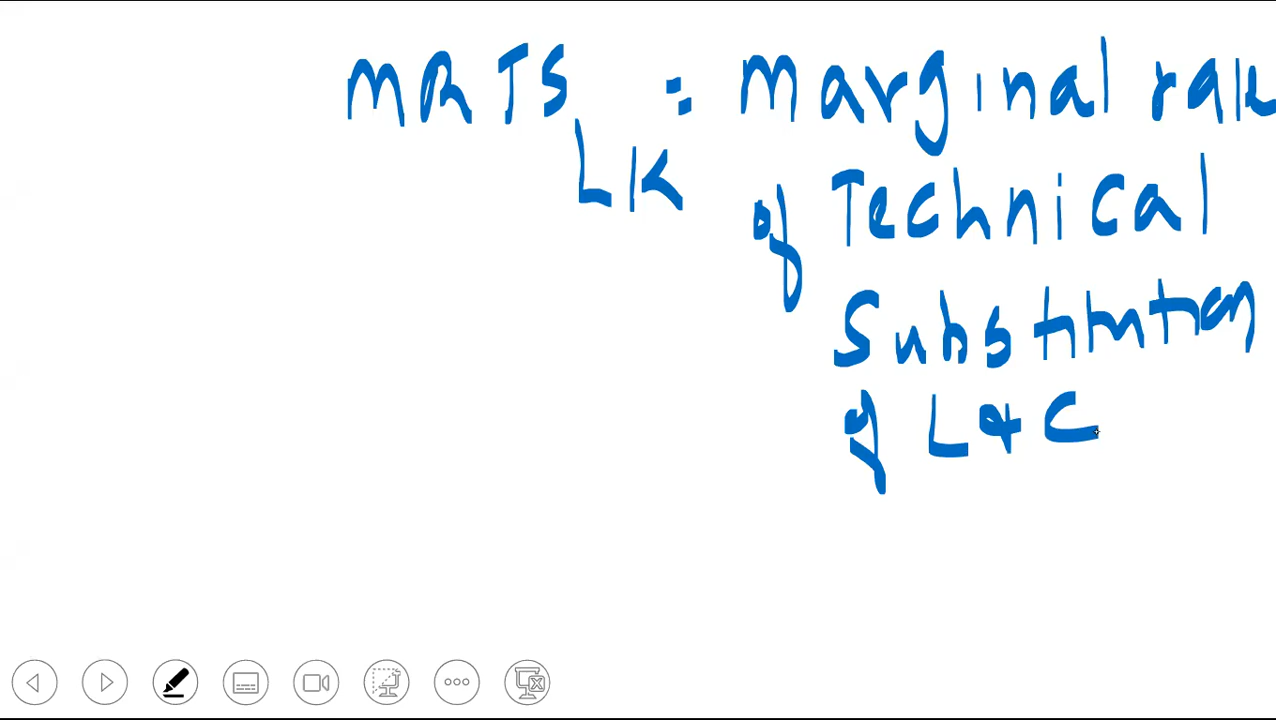 MRTS LK = Marginal rate
of Technical
Substitution
of L & C